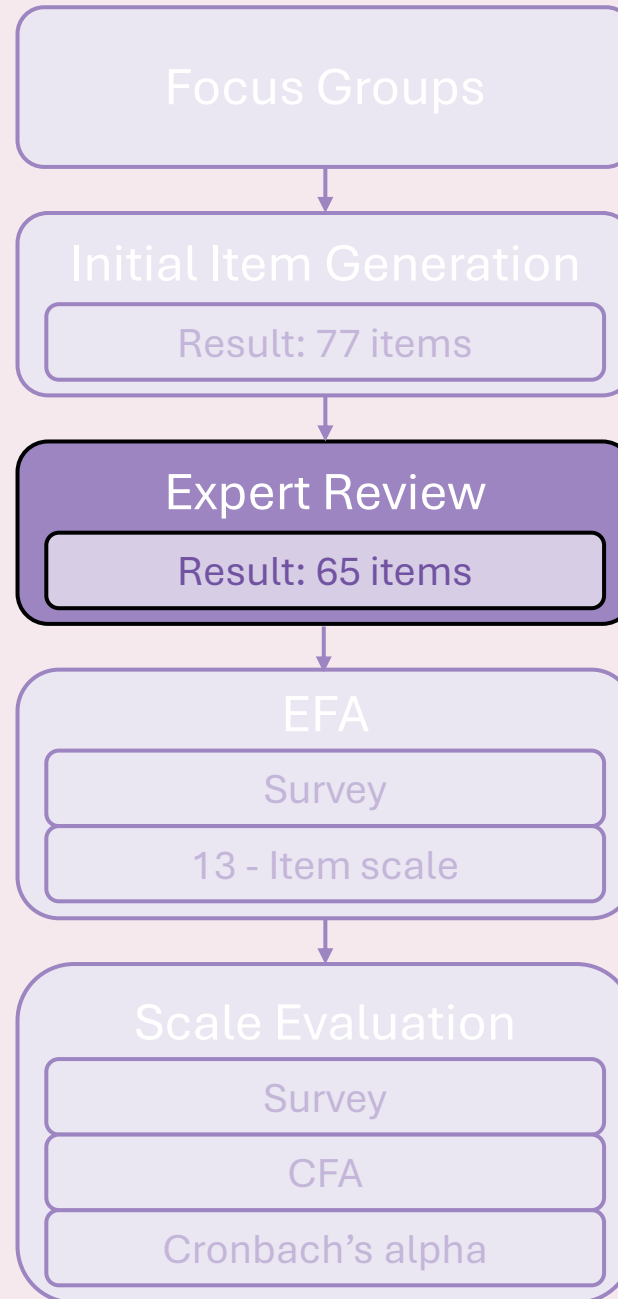 Focus Groups
Initial Item Generation
Result: 77 items
Expert Review
Result: 65 items
EFA
Survey
13 - Item scale
Scale Evaluation
Survey
CFA
Cronbach’s alpha